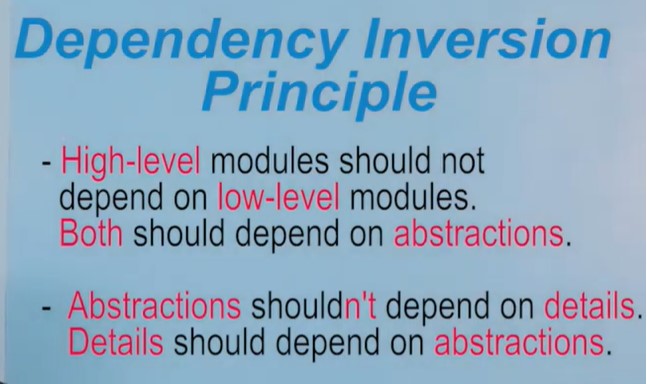 Dependency Inversion
Principle
- High-level modules should not
depend on low-level modules.
Both should depend on abstractions.
- Abstractions shouldn't depend on details.
Details should depend on abstractions.